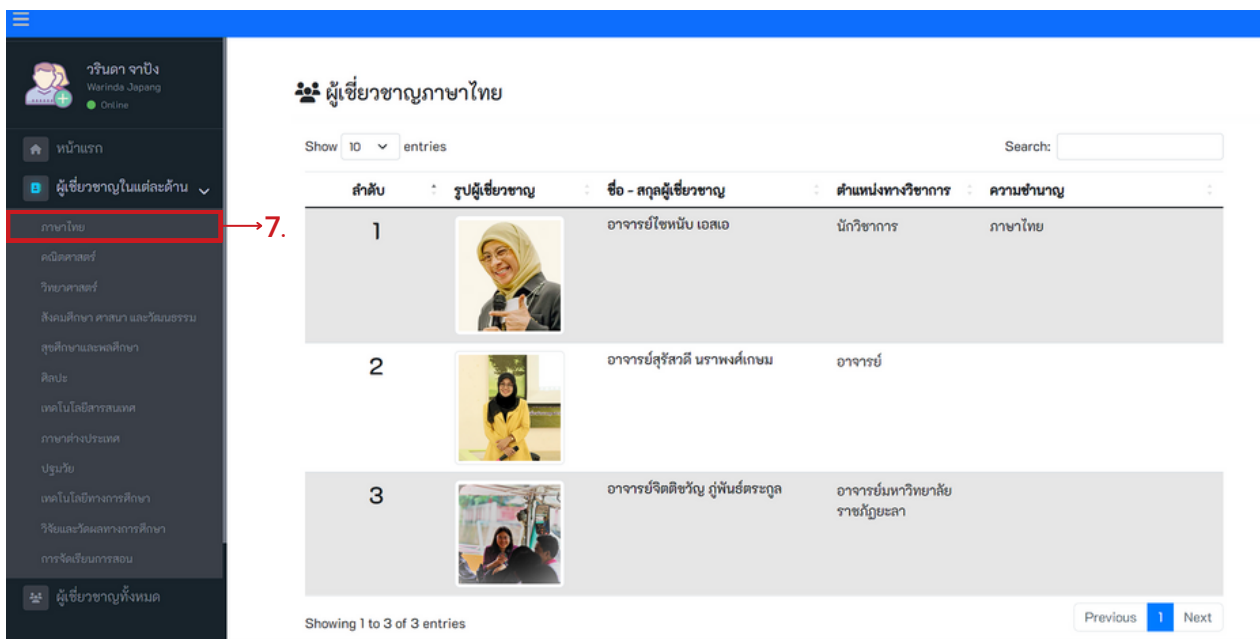 วรินดา จาปัง
Warinda Japang
Online
หน้าแรก
ผู้เชี่ยวชาญในแต่ละด้าน
ภาษาไทย
คณิตศาสตร์
วิทยาศาสตร์
สังคมศึกษา ศาสนา และวัฒนธรรม
สุขศึกษาและพลศึกษา
ศิลปะ
เทคโนโลยีสารสนเทศ
ภาษาต่างประเทศ
ปฐมวัย
เทคโนโลยีทางการศึกษา
วิจัยและวัดผลทางการศึกษา
การจัดเรียนการสอน
ผู้เชี่ยวชาญทั้งหมด
7.
ผู้เชี่ยวชาญภาษาไทย
Show 10 entries Search:
ลำดับ รูปผู้เชี่ยวชาญ ชื่อ - สกุลผู้เชี่ยวชาญ ตำแหน่งทางวิชาการ ความชำนาญ
1 อาจารย์ไซหนับ เอสเอ นักวิชาการ ภาษาไทย
2 อาจารย์สุรัสวดี นราพงศ์เกษม อาจารย์
3 อาจารย์จิตติขวัญ ภู่พันธ์ตระกูล อาจารย์มหาวิทยาลัย
ราชภัฏยะลา
Showing 1 to 3 of 3 entries Previous 1 Next